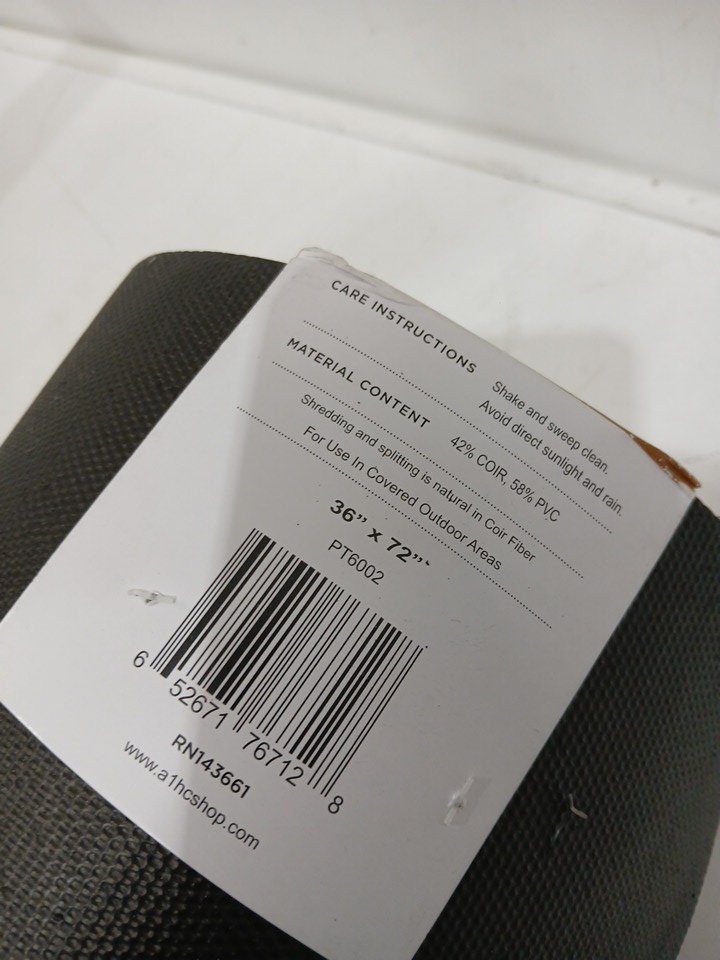 CARE INSTRUCTIONS
Shake and sweep clean.
Avoid direct sunlight and rain.
MATERIAL CONTENT
42% COIR, 58% PVC
Shredding and splitting is natural in Coir Fiber
For Use In Covered Outdoor Areas
36” x 72”
PT6002
6 52671 76712 8
RN143661
www.a1hcshop.com